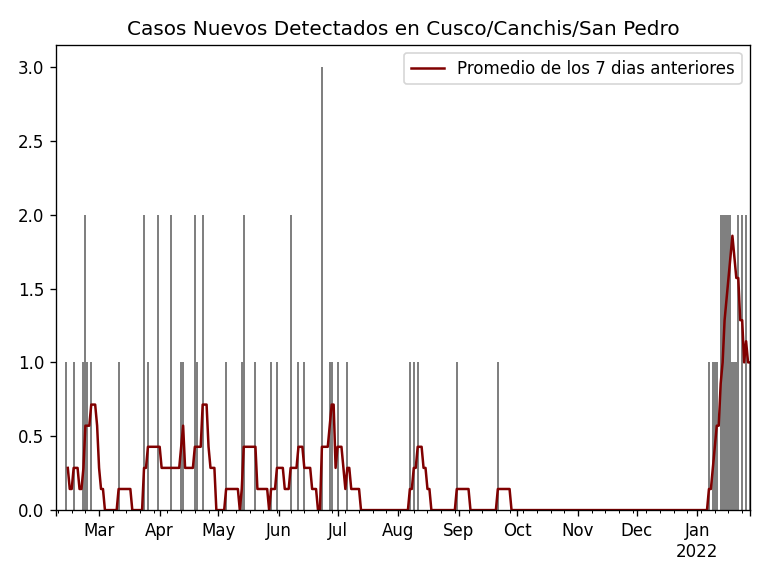 Casos Nuevos Detectados en Cusco/Canchis/San Pedro
Promedio de los 7 dias anteriores
3.0
2.5
2.0
1.5
1.0
0.5
0.0
Mar Apr May Jun Jul Aug Sep Oct Nov Dec Jan
2022